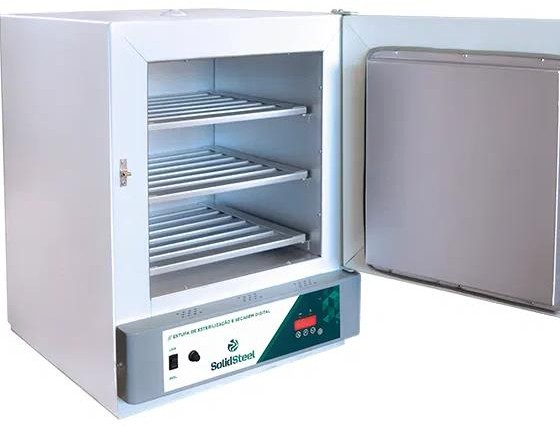 ESTUFA DE ESTERILIZAÇÃO E SECAGEM DIGITAL
SolidSteel